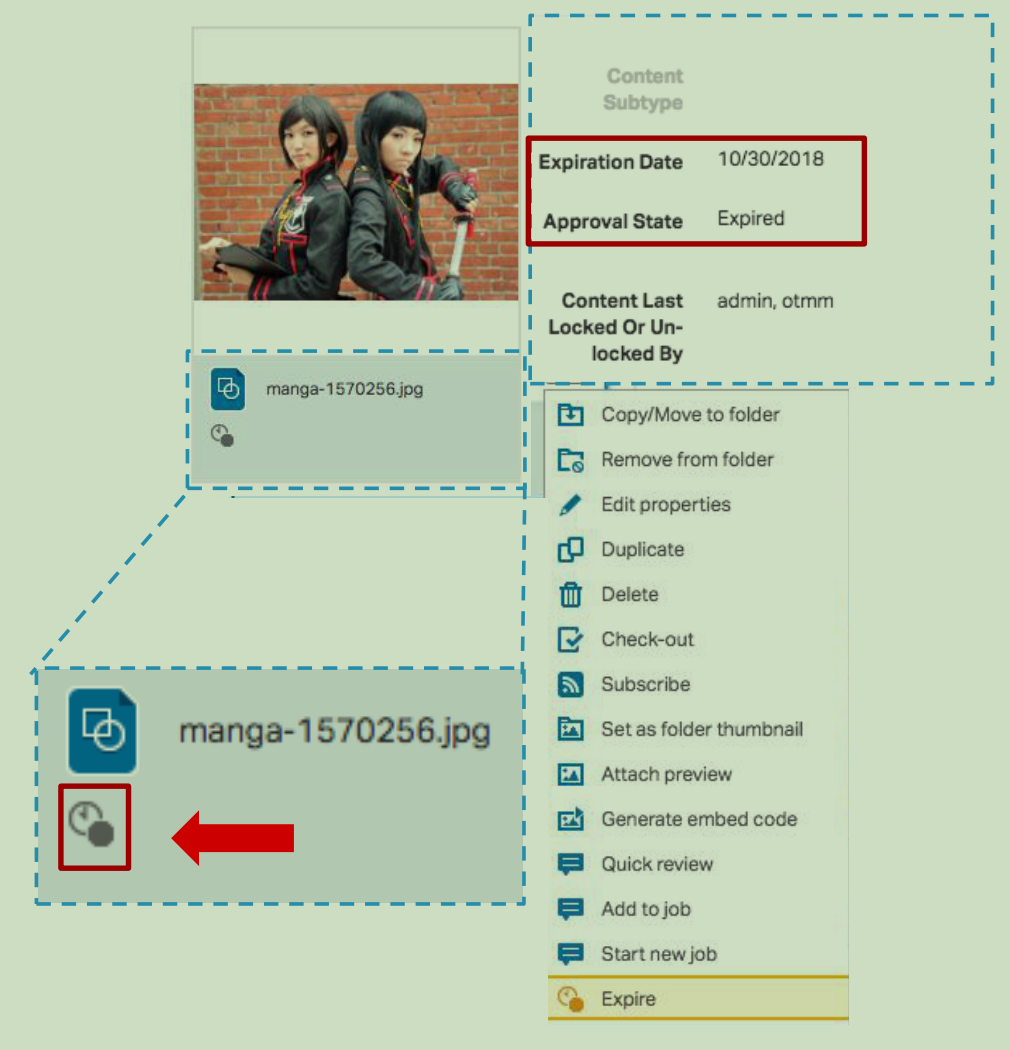 Content
Subtype
Expiration Date 10/30/2018
Approval State Expired
Content Last admin, otmm
Locked Or Un-
locked By
manga-1570256.jpg
Copy/Move to folder
Remove from folder
Edit properties
Duplicate
Delete
Check-out
Subscribe
Set as folder thumbnail
Attach preview
Generate embed code
Quick review
Add to job
Start new job
Expire
manga-1570256.jpg